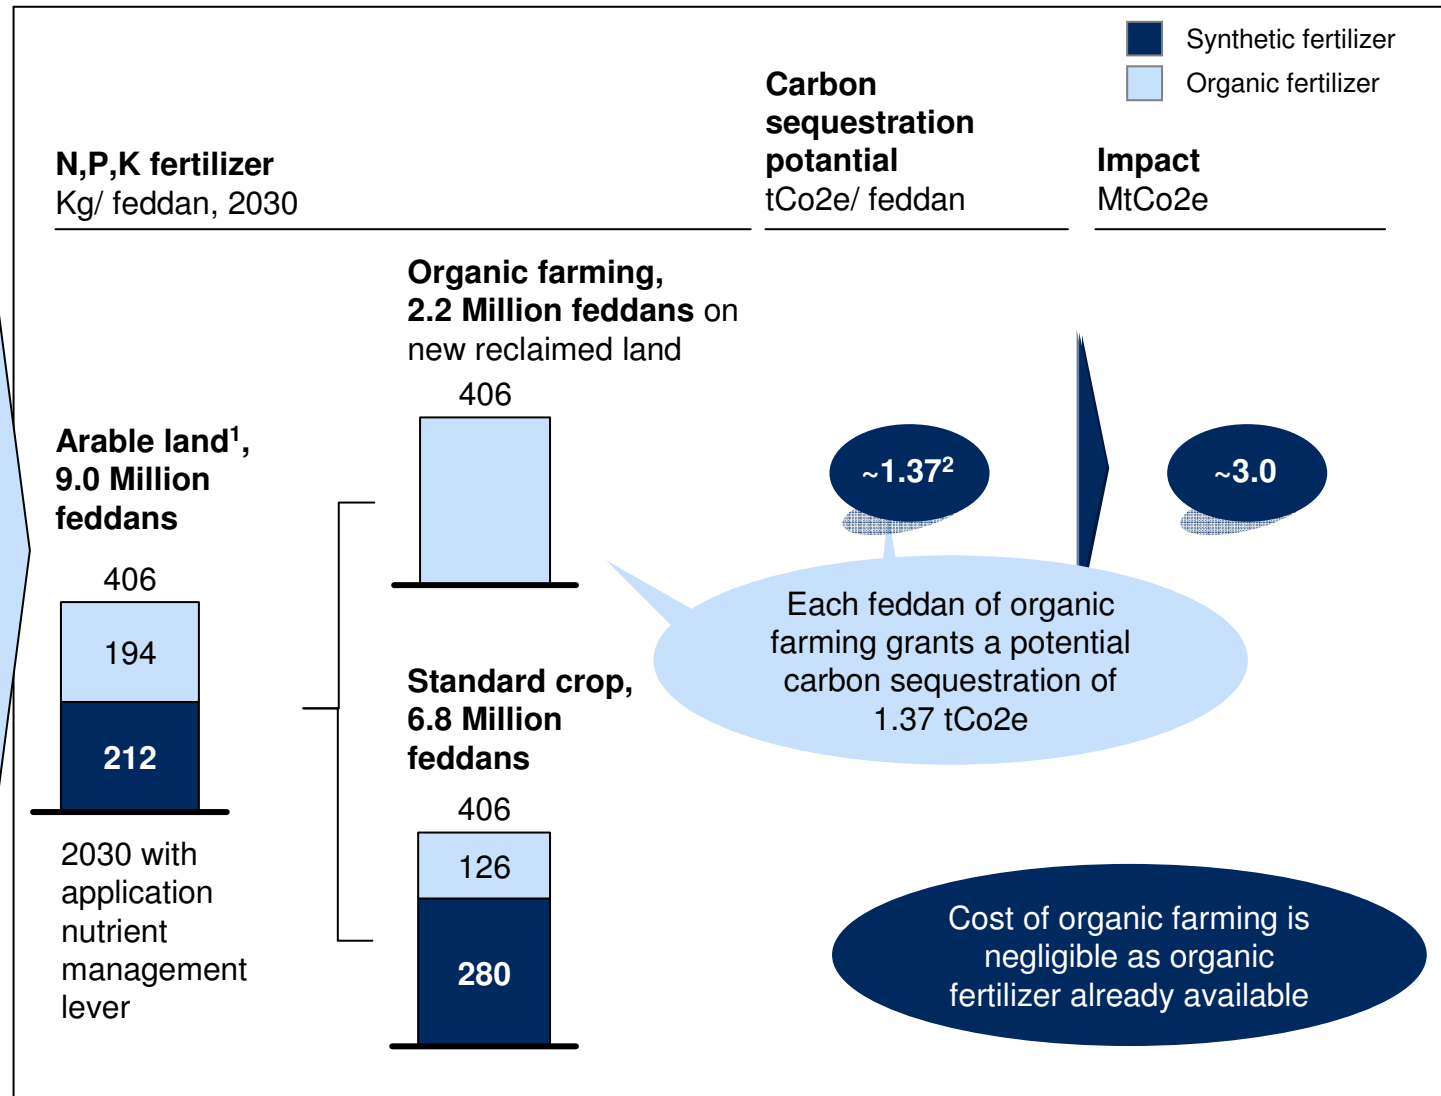 Synthetic fertilizer
Organic fertilizer
N,P,K fertilizer
Kg/ feddan, 2030
Carbon
sequestration
potantial
tCo2e/ feddan
Impact
MtCo2e
Arable land¹,
9.0 Million
feddans
406
194
212
2030 with
application
nutrient
management
lever
Organic farming,
2.2 Million feddans on
new reclaimed land
406
Standard crop,
6.8 Million
feddans
406
126
280
~1.37²
~3.0
Each feddan of organic
farming grants a potential
carbon sequestration of
1.37 tCo2e
Cost of organic farming is
negligible as organic
fertilizer already available